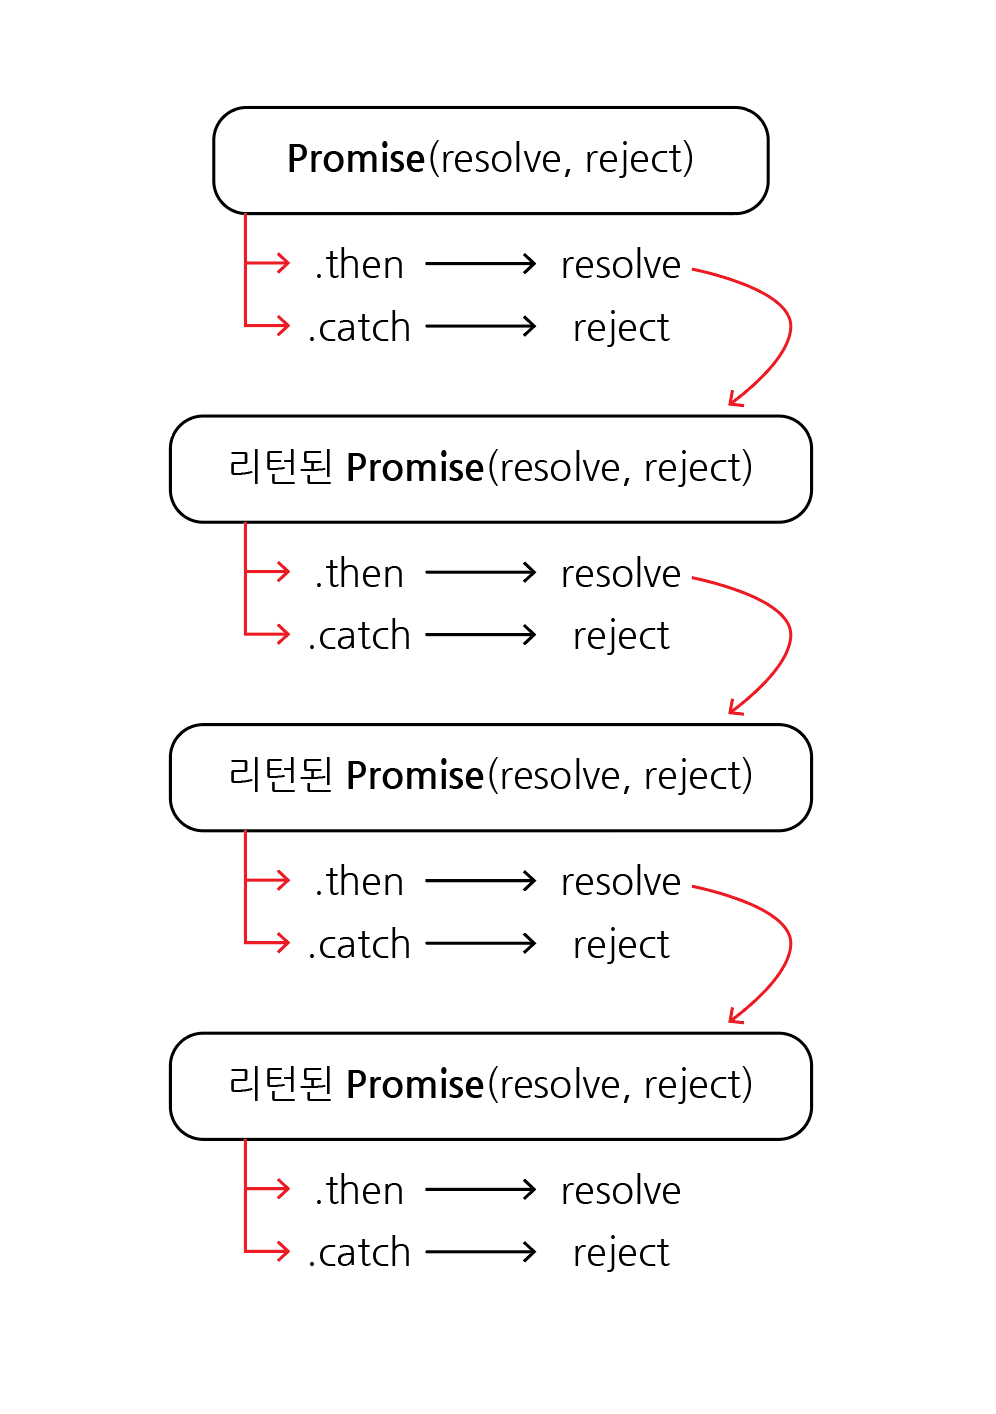 Promise(resolve, reject)
.then resolve
.catch reject
리턴된 Promise(resolve, reject)
.then resolve
.catch reject
리턴된 Promise(resolve, reject)
.then resolve
.catch reject
리턴된 Promise(resolve, reject)
.then resolve
.catch reject